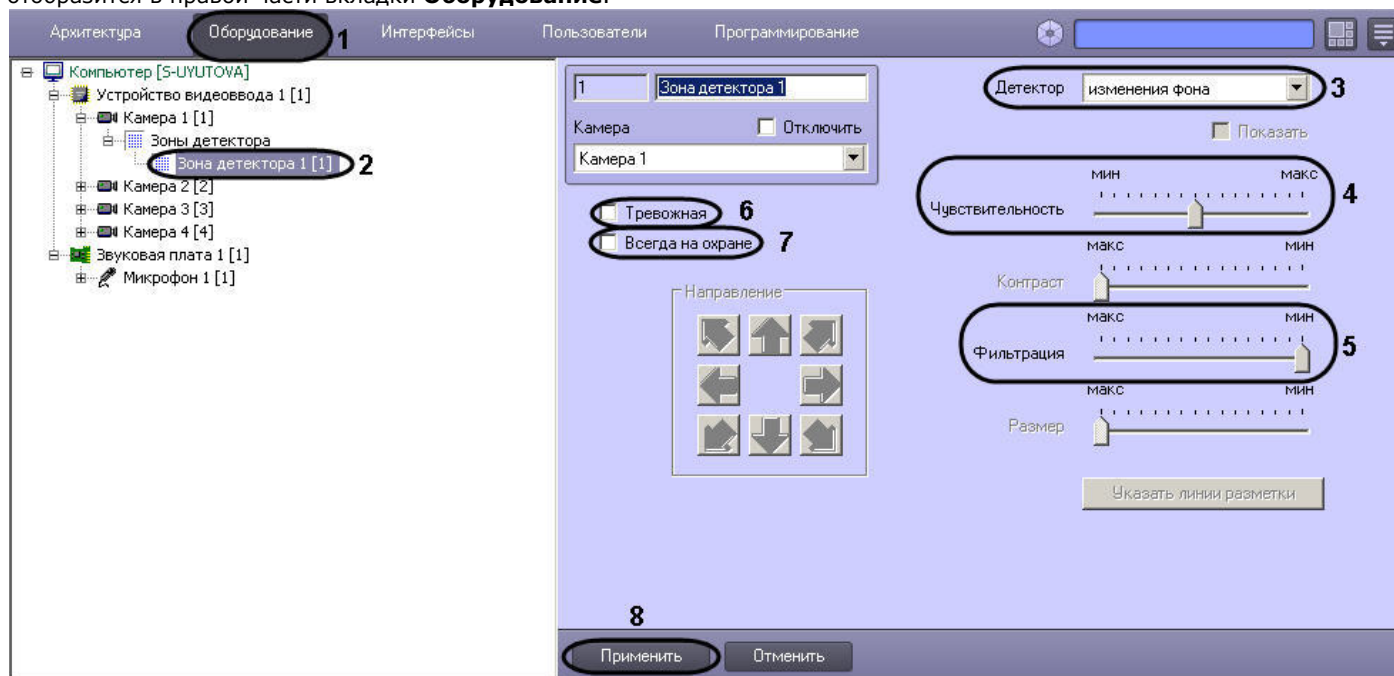 отобразится в правой части вкладки Оборудование.
Архитектура Оборудование 1 Интерфейсы Пользователи Программирование
Компьютер [S-UYUTOVA]
Устройство видеоввода 1 [1]
Камера 1 [1]
Зоны детектора
Зона детектора 1 [1] 2
Камера 2 [2]
Камера 3 [3]
Камера 4 [4]
Звуковая плата 1 [1]
Микрофон 1 [1]
1 Зона детектора 1
Камера Отключить
Камера 1
Тревожная 6
Всегда на охране 7
Направление
Детектор изменения фона 3
Показать
мин макс
Чувствительность 4
макс мин
Контраст
макс мин
Фильтрация 5
макс мин
Размер
Указать линии разметки
8
Применить Отменить